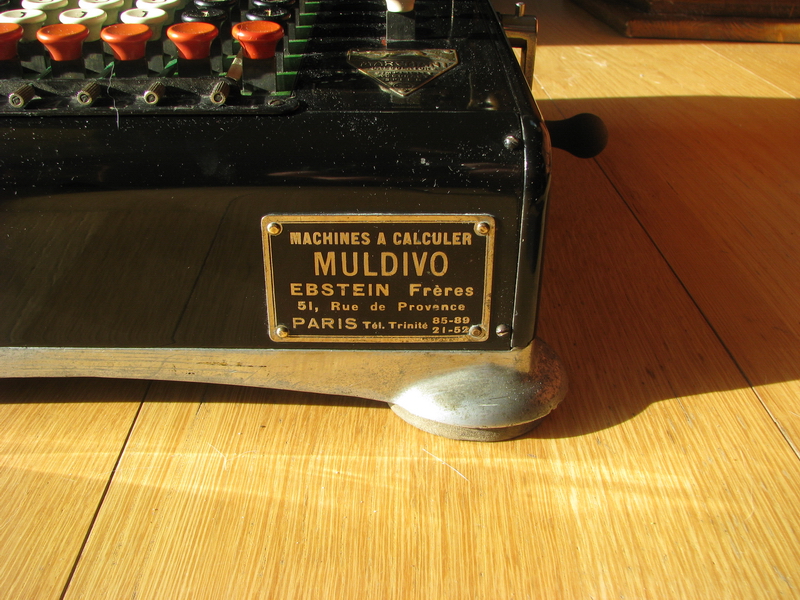 MACHINES A CALCULER
MULDIVO
EBSTEIN Frères
51, Rue de Provence
PARIS Tél. Trinité 85-89
21-52